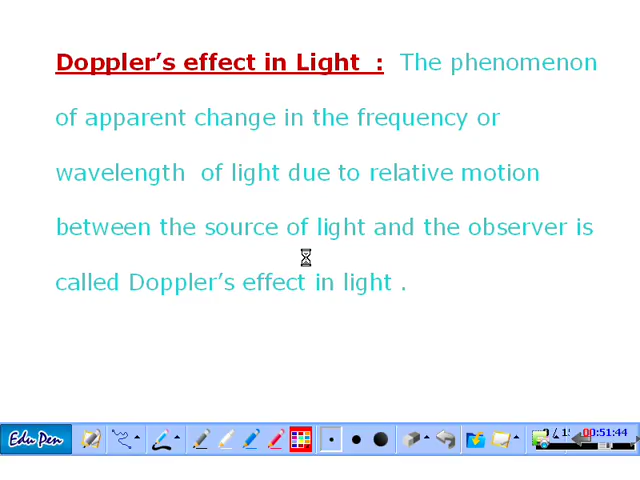 Doppler’s effect in Light : The phenomenon
of apparent change in the frequency or
wavelength of light due to relative motion
between the source of light and the observer is
called Doppler’s effect in light .
Edu Pen
00:51:44